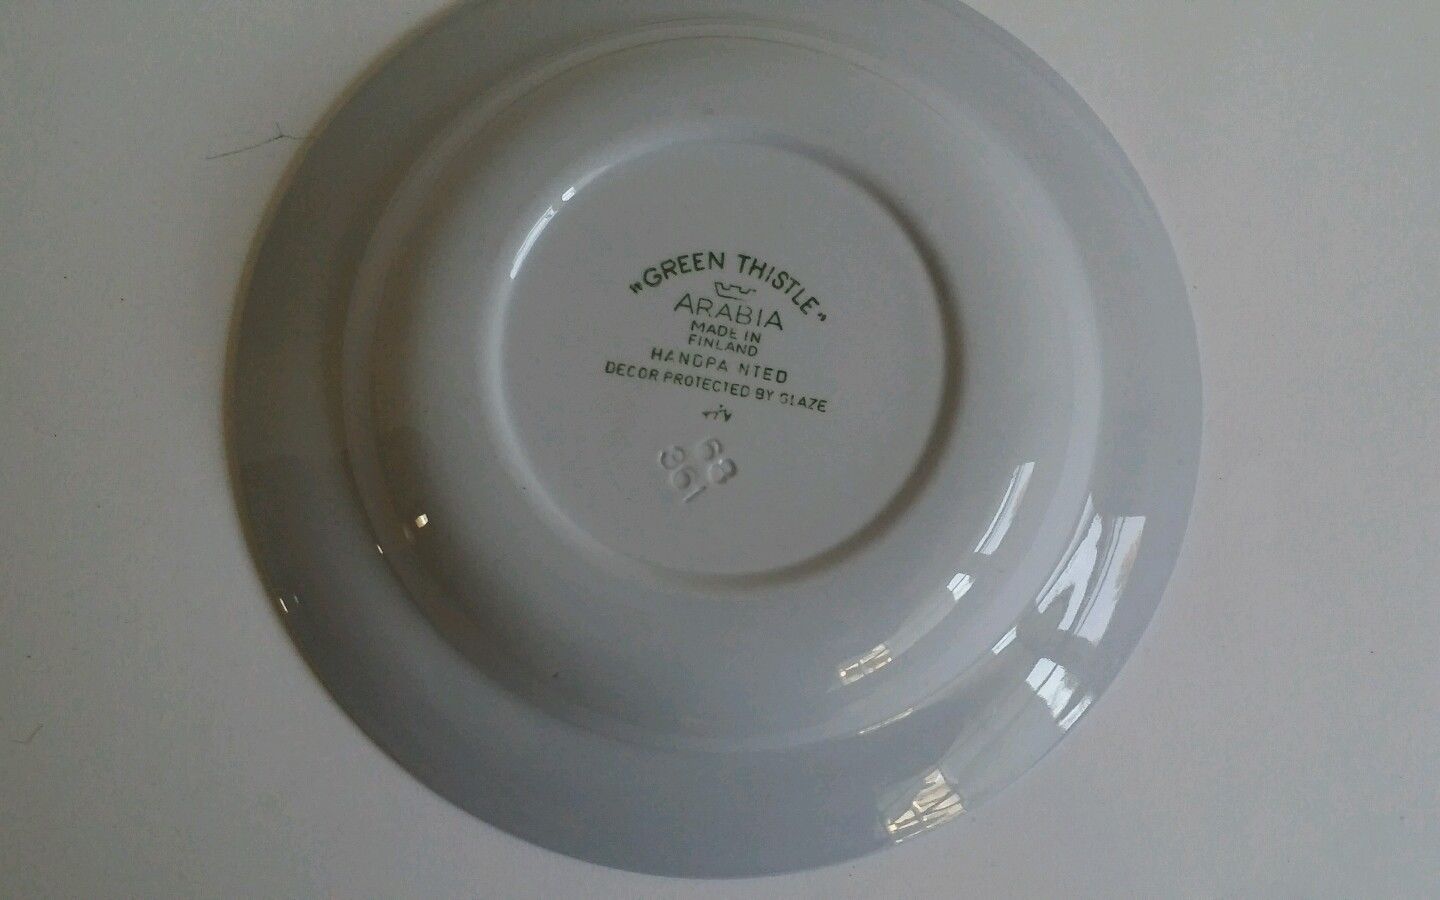 "GREEN THISTLE"
ARABIA
MADE IN
FINLAND
HANDPA NTED
DECOR PROTECTED BY GLAZE